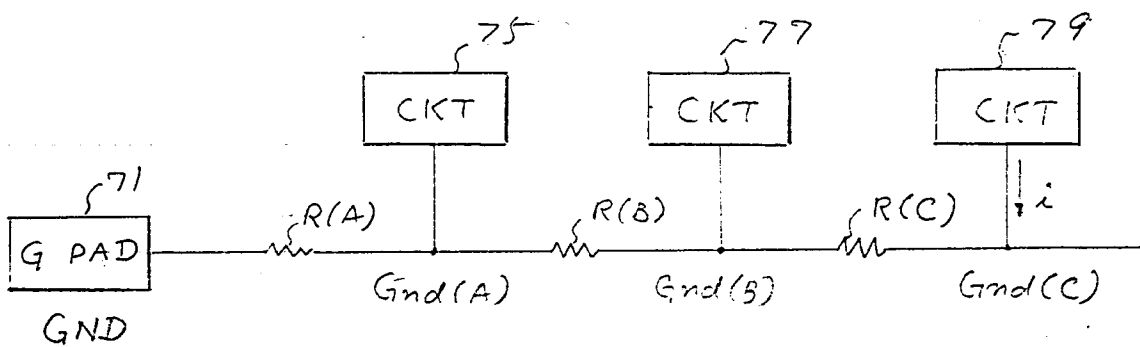 75
77
79
CKT
CKT
CKT
71
i
R(A)
R(B)
R(C)
G PAD
Gnd(A)
Gnd(B)
Gnd(C)
GND